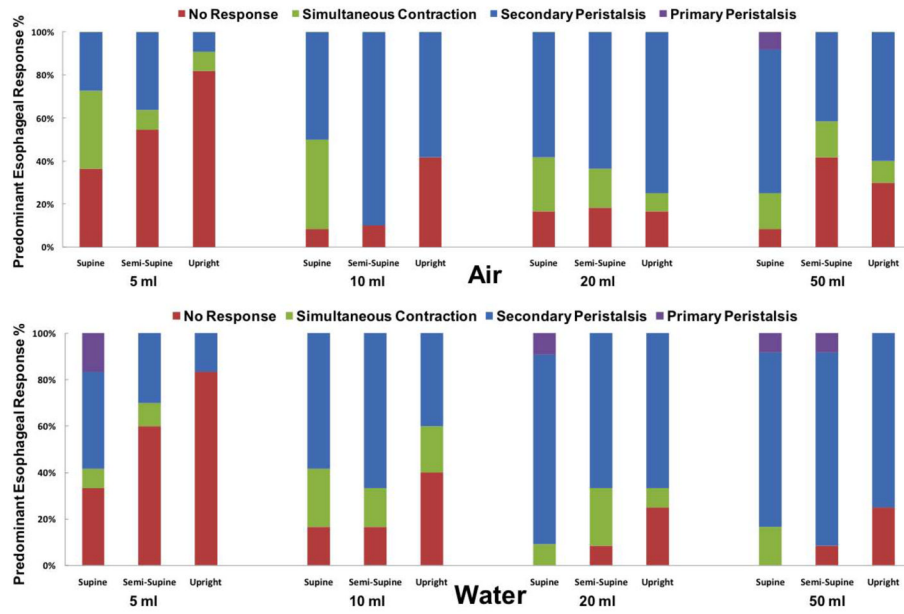 No Response Simultaneous Contraction Secondary Peristalsis Primary Peristalsis
Predominant Esophageal Response %
100%
80%
60%
40%
20%
0%
Supine Semi-Supine Upright Supine Semi-Supine Upright Supine Semi-Supine Upright Supine Semi-Supine Upright
5 ml 10 ml 20 ml 50 ml
Air
No Response Simultaneous Contraction Secondary Peristalsis Primary Peristalsis
Predominant Esophageal Response %
100%
80%
60%
40%
20%
0%
Supine Semi-Supine Upright Supine Semi-Supine Upright Supine Semi-Supine Upright Supine Semi-Supine Upright
5 ml 10 ml 20 ml 50 ml
Water